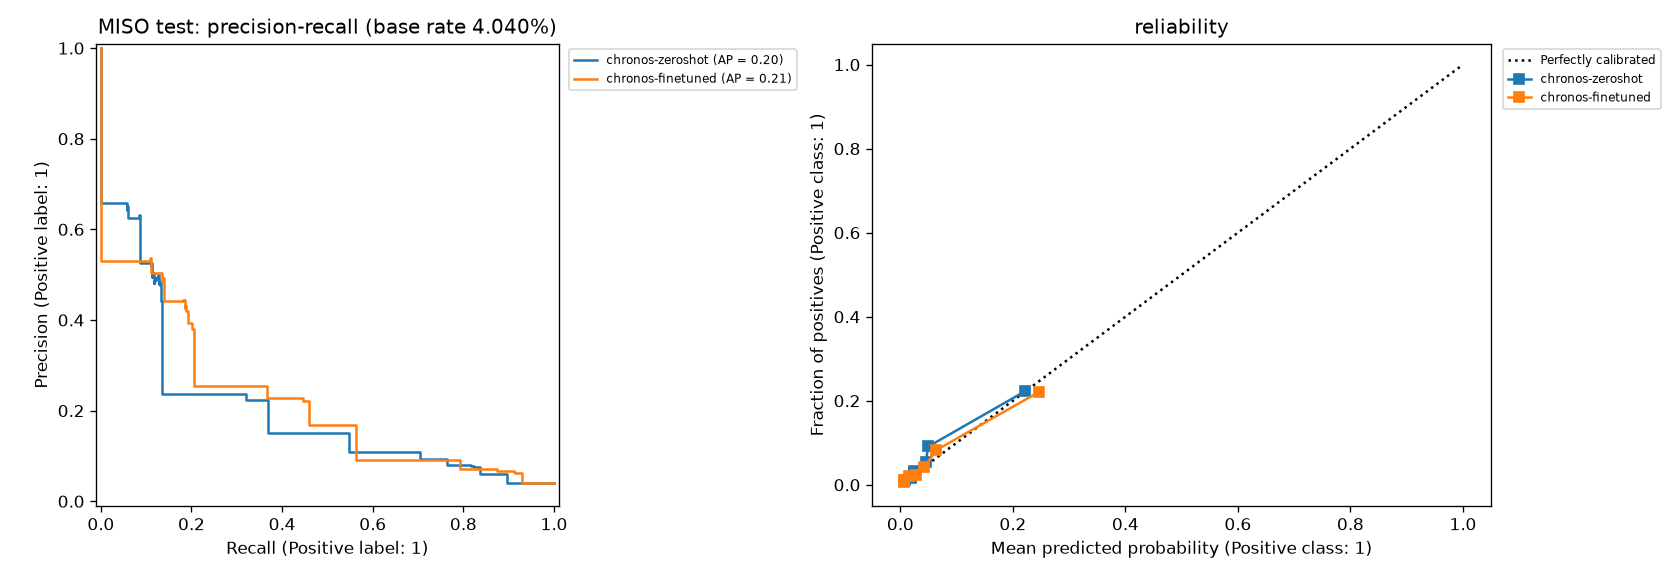 MISO test: precision-recall (base rate 4.040%)
1.0
0.8
0.6
0.4
0.2
0.0
Precision (Positive label: 1)
0.0 0.2 0.4 0.6 0.8 1.0
Recall (Positive label: 1)
chronos-zeroshot (AP = 0.20)
chronos-finetuned (AP = 0.21)
reliability
1.0
0.8
0.6
0.4
0.2
0.0
Fraction of positives (Positive class: 1)
0.0 0.2 0.4 0.6 0.8 1.0
Mean predicted probability (Positive class: 1)
Perfectly calibrated
chronos-zeroshot
chronos-finetuned